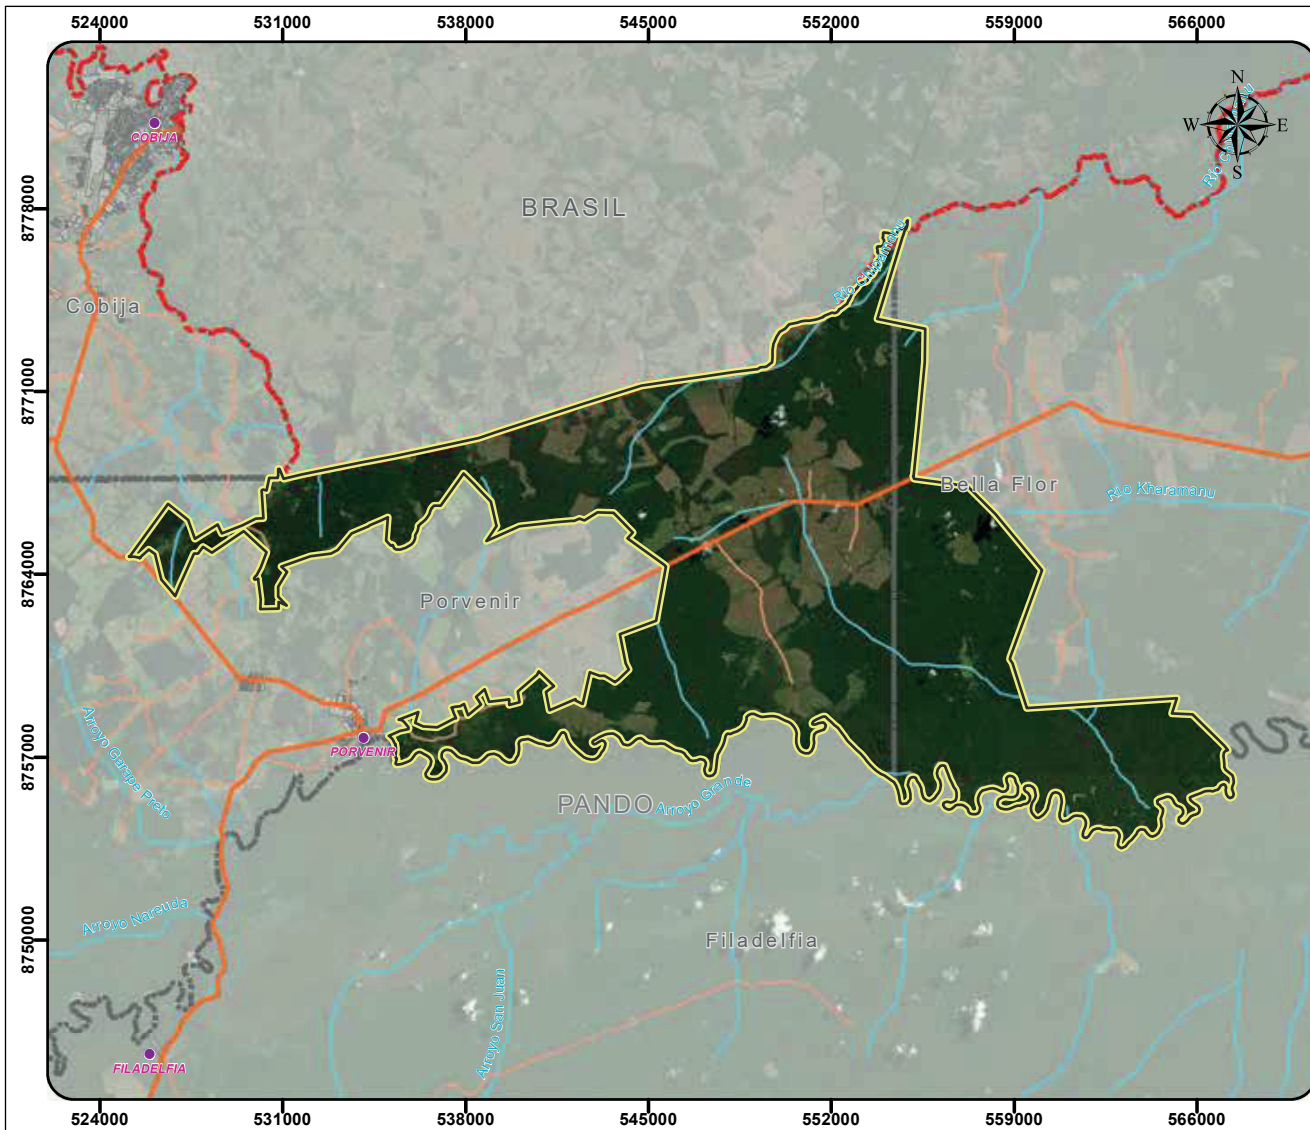 524000 531000 538000 545000 552000 559000 566000
N
W E
S
COBIJA
8778000
BRASIL
Cobija
8771000
Bella Flor
Rio Kharamanu
8764000
Porvenir
Arroyo Garape Preto
PORVENIR
8757000
PANDO
Arroyo Grande
Arroyo Nareuda
8750000
Filadelfia
Arroyo San Juan
FILADELFIA
524000 531000 538000 545000 552000 559000 566000